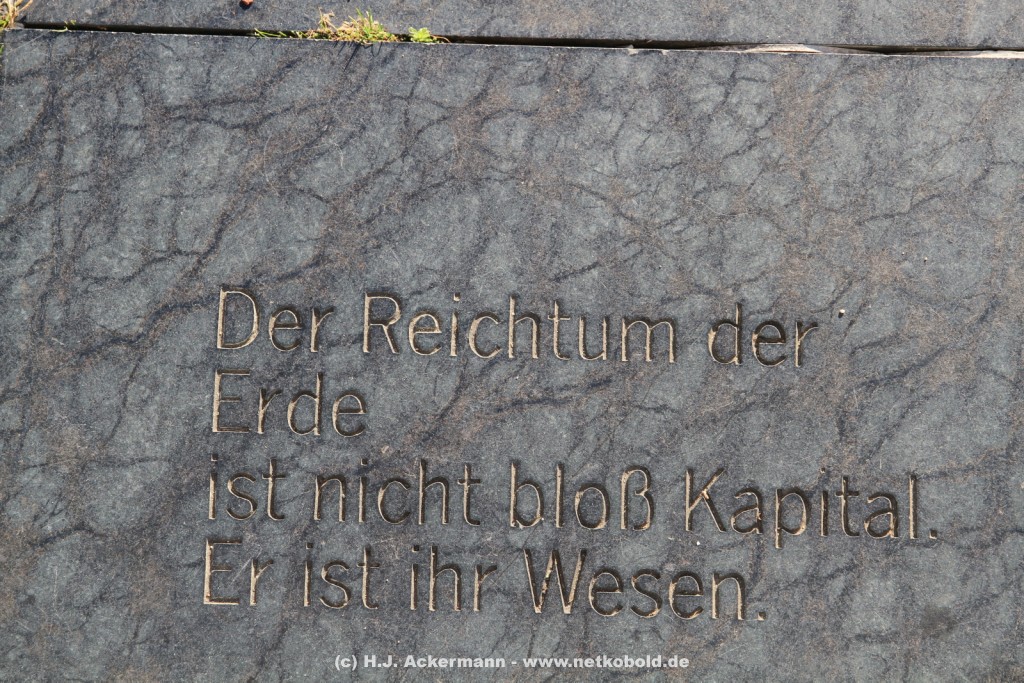 Der Reichtum der
Erde
ist nicht bloß Kapital.
Er ist ihr Wesen.
(c) H.J. Ackermann - www.netkobold.de